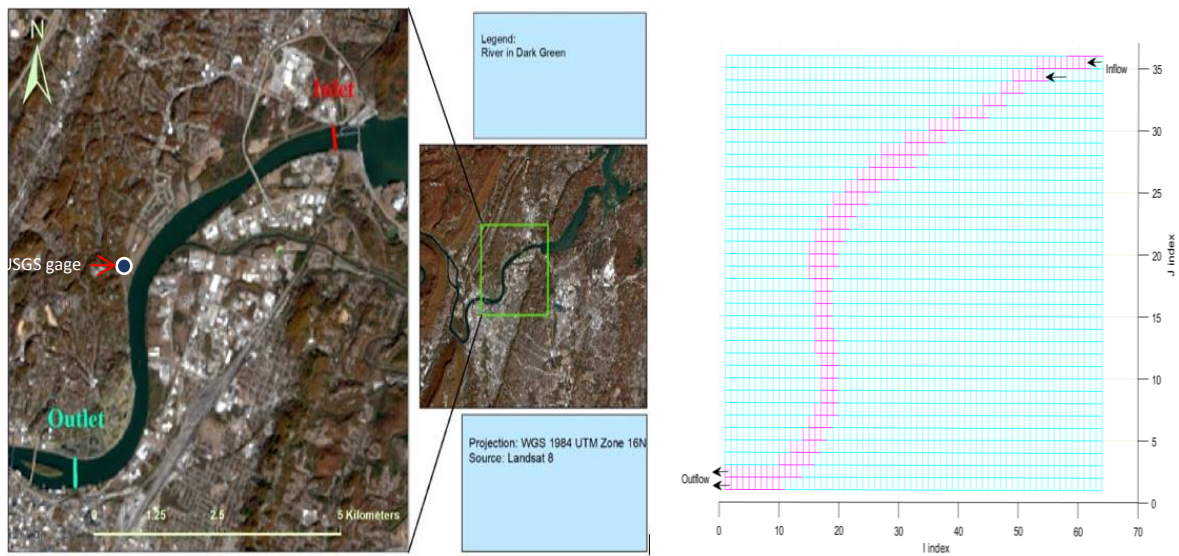 N
Inlet
USGS gage
Outlet
0 1.25 2.5 5 Kilometers
Legend:
River in Dark Green
Projection: WGS 1984 UTM Zone 16N
Source: Landsat 8
Inflow
Outflow
35
30
25
20
15
10
5
0
J index
0 10 20 30 40 50 60 70
I index